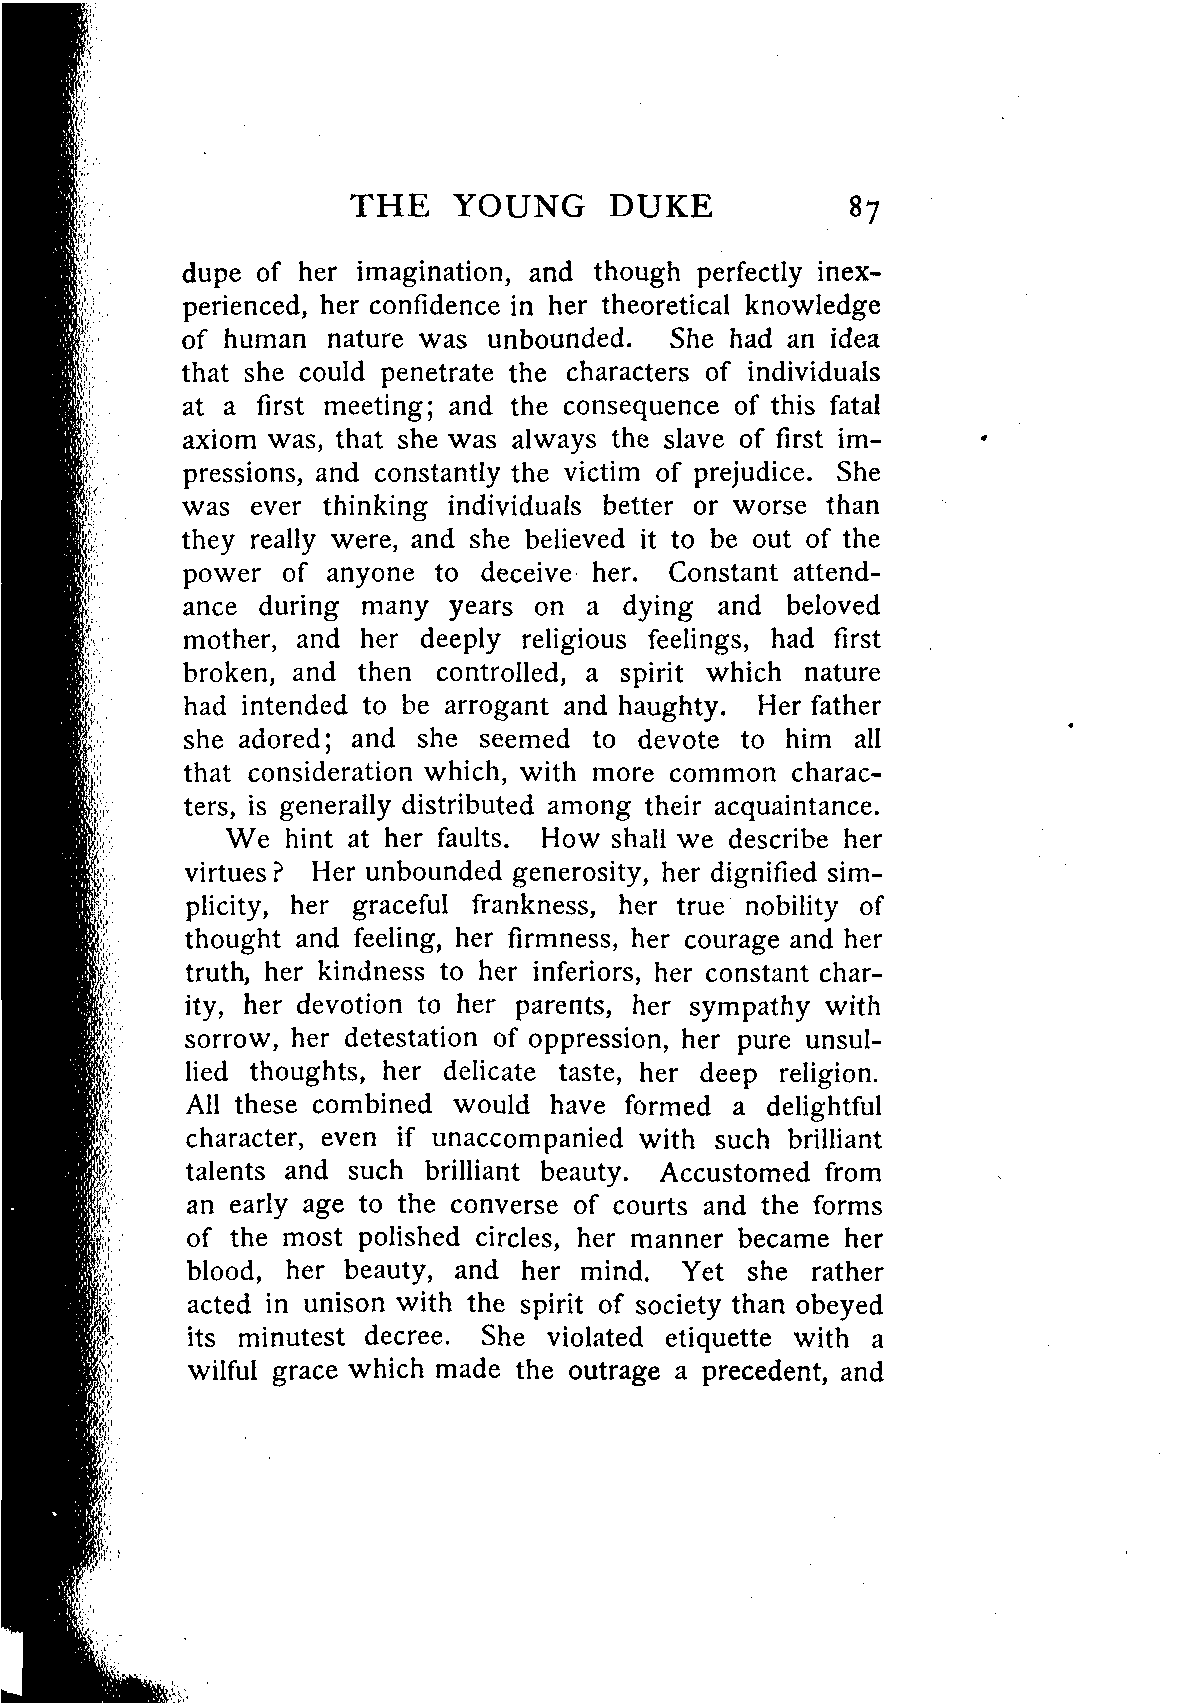 THE YOUNG DUKE 87
dupe of her imagination, and though perfectly inex-
perienced, her confidence in her theoretical knowledge
of human nature was unbounded. She had an idea
that she could penetrate the characters of individuals
at a first meeting; and the consequence of this fatal
axiom was, that she was always the slave of first im-
pressions, and constantly the victim of prejudice. She
was ever thinking individuals better or worse than
they really were, and she believed it to be out of the
power of anyone to deceive her. Constant attend-
ance during many years on a dying and beloved
mother, and her deeply religious feelings, had first
broken, and then controlled, a spirit which nature
had intended to be arrogant and haughty. Her father
she adored; and she seemed to devote to him all
that consideration which, with more common charac-
ters, is generally distributed among their acquaintance.
We hint at her faults. How shall we describe her
virtues? Her unbounded generosity, her dignified sim-
plicity, her graceful frankness, her true nobility of
thought and feeling, her firmness, her courage and her
truth, her kindness to her inferiors, her constant char-
ity, her devotion to her parents, her sympathy with
sorrow, her detestation of oppression, her pure unsul-
lied thoughts, her delicate taste, her deep religion.
All these combined would have formed a delightful
character, even if unaccompanied with such brilliant
talents and such brilliant beauty. Accustomed from
an early age to the converse of courts and the forms
of the most polished circles, her manner became her
blood, her beauty, and her mind. Yet she rather
acted in unison with the spirit of society than obeyed
its minutest decree. She violated etiquette with a
wilful grace which made the outrage a precedent, and